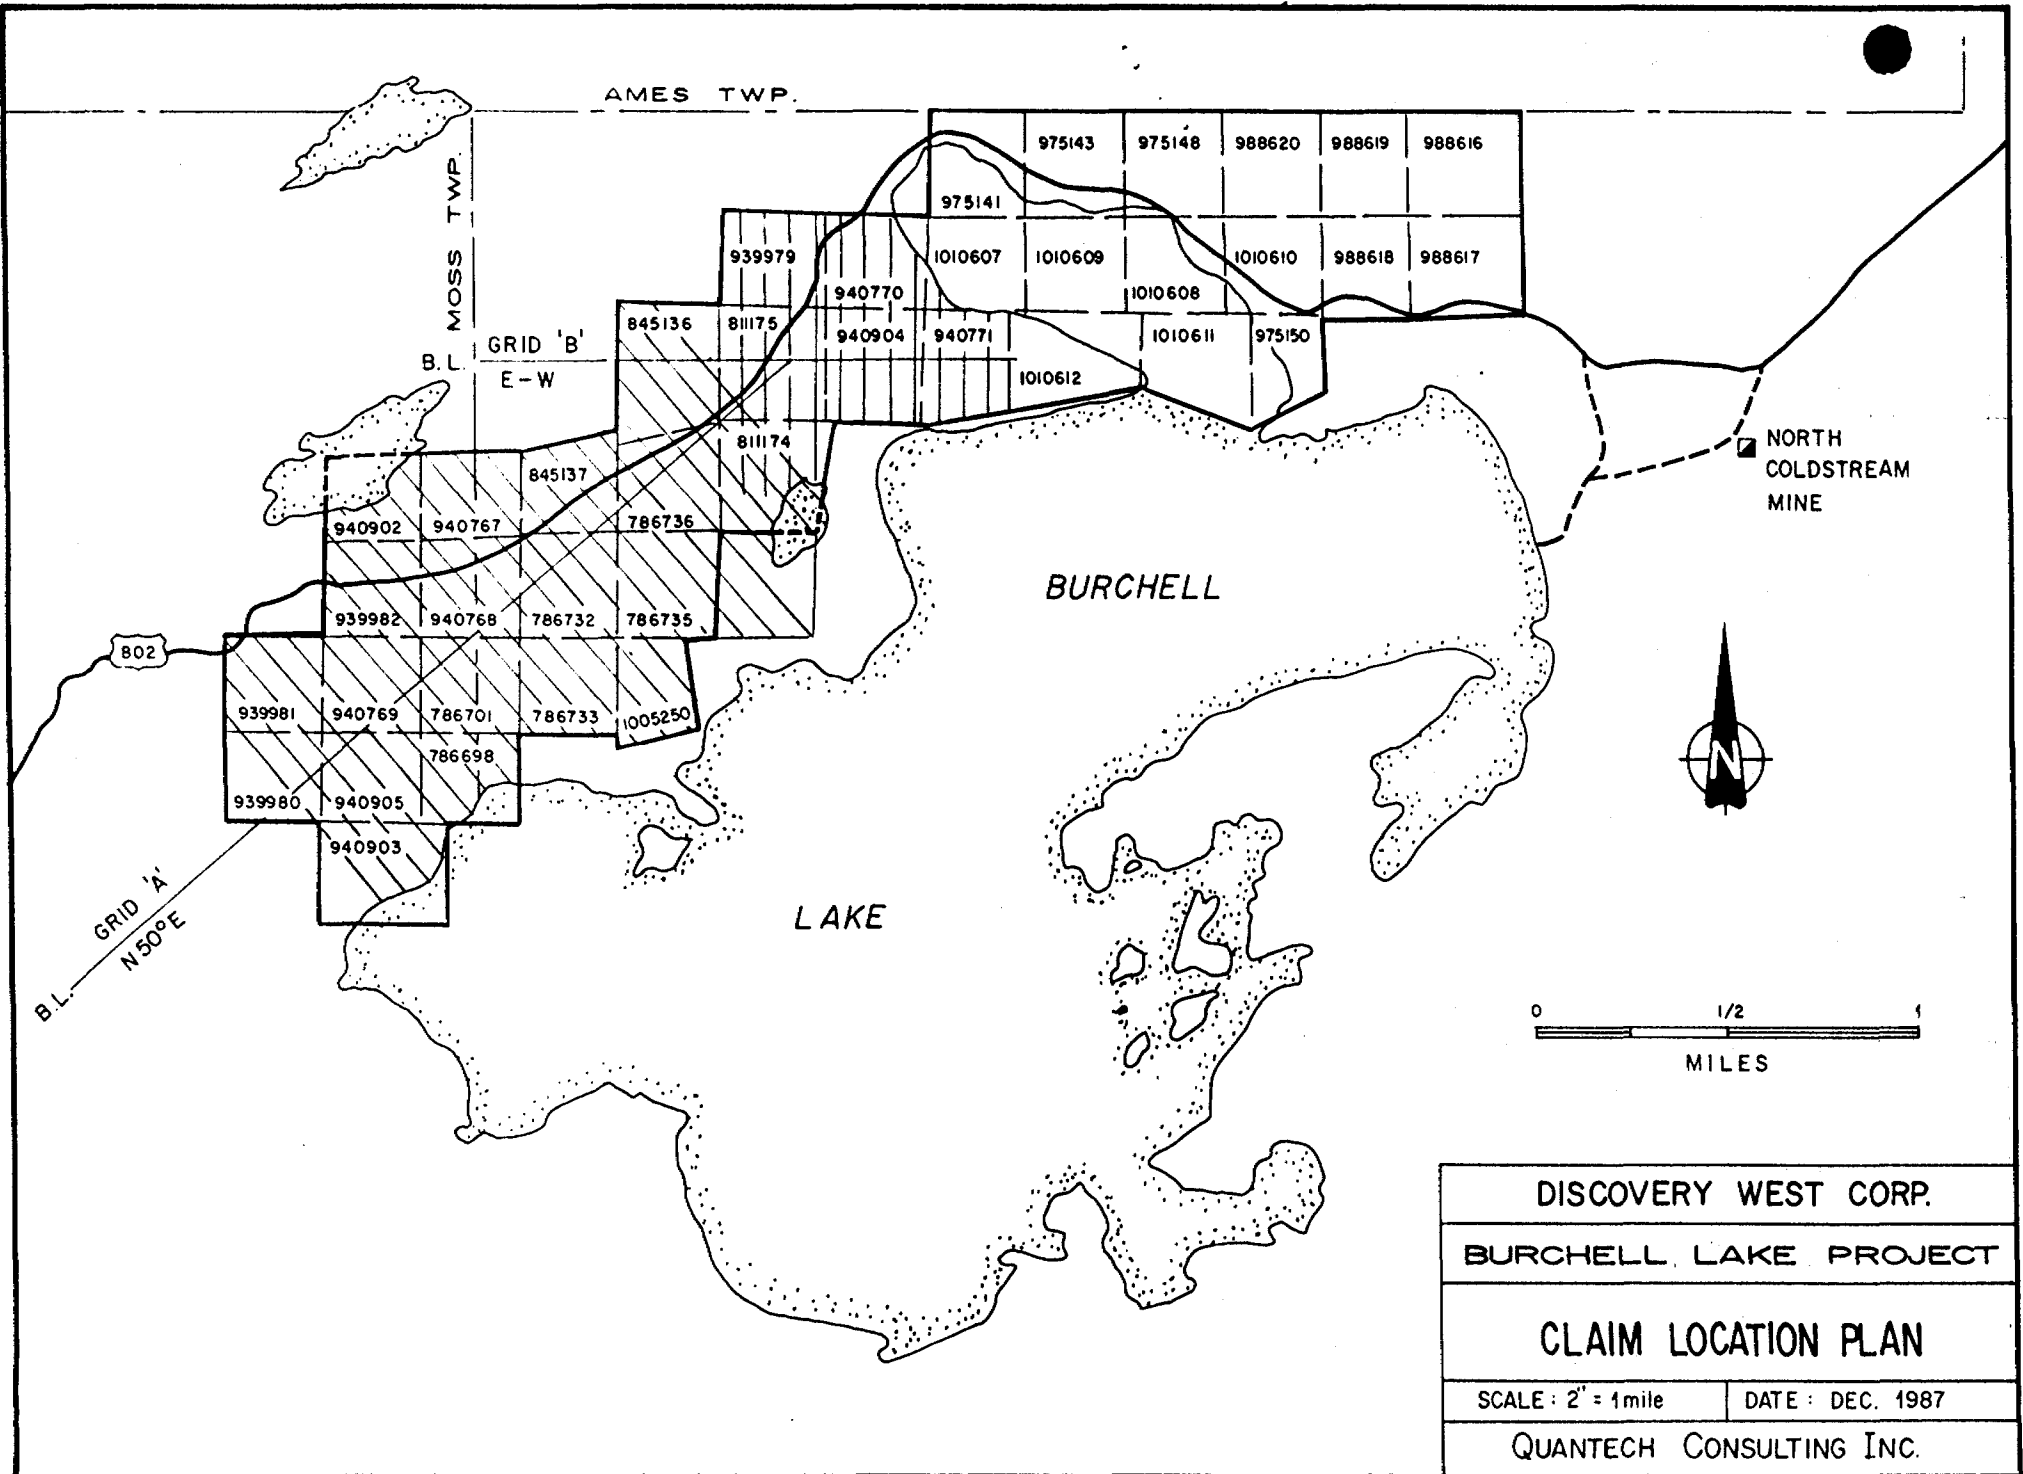 AMES TWP.
MOSS TWP.
975143
975148
988620
988619
988616
975141
939979
1010607
1010609
1010610
988618
988617
940770
1010608
845136
811175
940904
940771
1010611
975150
GRID 'B'
B.L.
E-W
1010612
811174
845137
NORTH
COLDSTREAM
MINE
940902
940767
786736
BURCHELL
939982
940768
786732
786735
802
939981
940769
786701
786733
1005250
786698
N
939980
940905
940903
GRID 'A'
N50°E
B.L.
LAKE
0 1/2 1
MILES
DISCOVERY WEST CORP.
BURCHELL LAKE PROJECT
CLAIM LOCATION PLAN
SCALE: 2" = 1mile
DATE: DEC. 1987
QUANTECH CONSULTING INC.